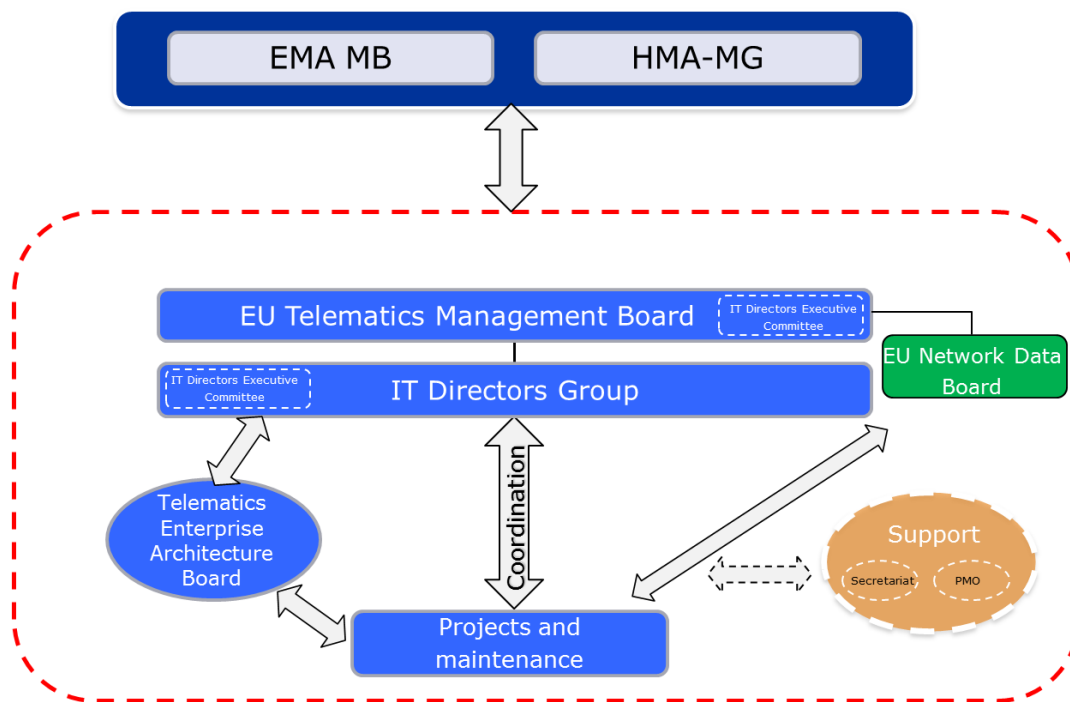 EMA MB
HMA-MG
EU Telematics Management Board
IT Directors Executive
Committee
EU Network Data
Board
IT Directors Executive
Committee
IT Directors Group
Coordination
Telematics
Enterprise
Architecture
Board
Support
Secretariat
PMO
Projects and
maintenance